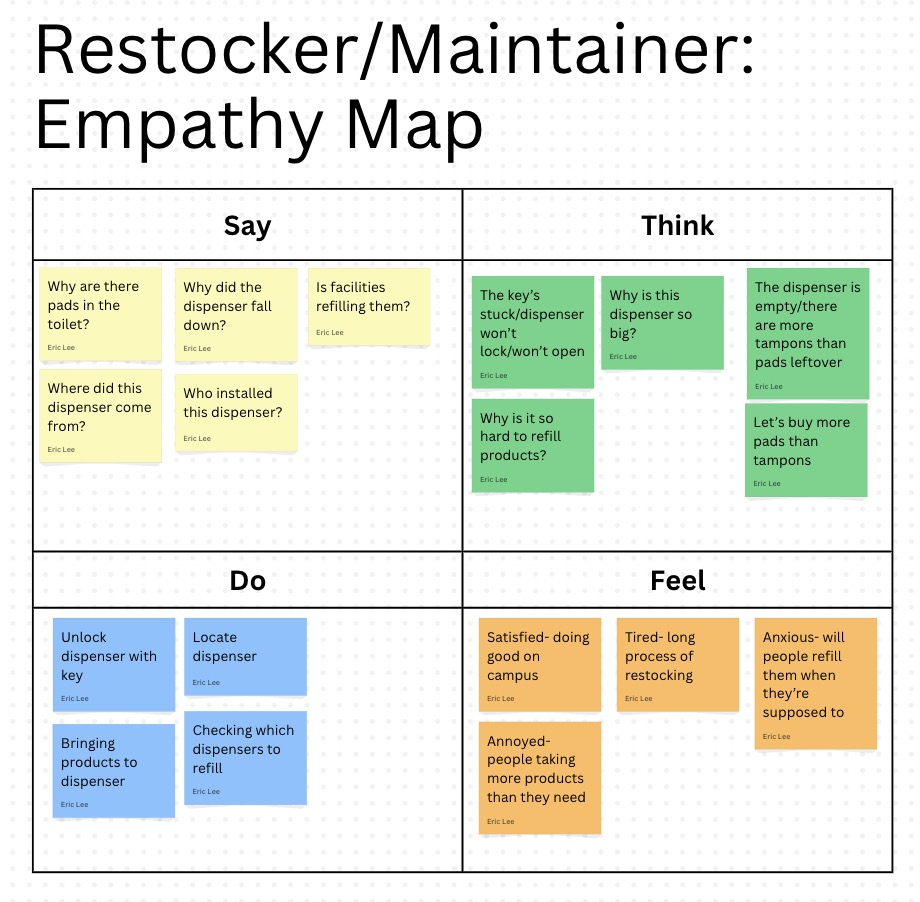 Restocker/Maintainer:
Empathy Map
Say
Think
Why are there
pads in the
toilet?
Eric Lee
Why did the
dispenser fall
down?
Eric Lee
Is facilities
refilling them?
Eric Lee
Where did this
dispenser come
from?
Eric Lee
Who installed
this dispenser?
Eric Lee
The key's
stuck/dispenser
won't
lock/won't open
Eric Lee
Why is this
dispenser so
big?
Eric Lee
The dispenser is
empty/there
are more
tampons than
pads leftover
Eric Lee
Why is it so
hard to refill
products?
Eric Lee
Let's buy more
pads than
tampons
Eric Lee
Do
Feel
Unlock
dispenser with
key
Eric Lee
Locate
dispenser
Eric Lee
Bringing
products to
dispenser
Eric Lee
Checking which
dispensers to
refill
Eric Lee
Satisfied- doing
good on
campus
Eric Lee
Tired- long
process of
restocking
Eric Lee
Anxious- will
people refill
them when
they're
supposed to
Eric Lee
Annoyed-
people taking
more products
than they need
Eric Lee